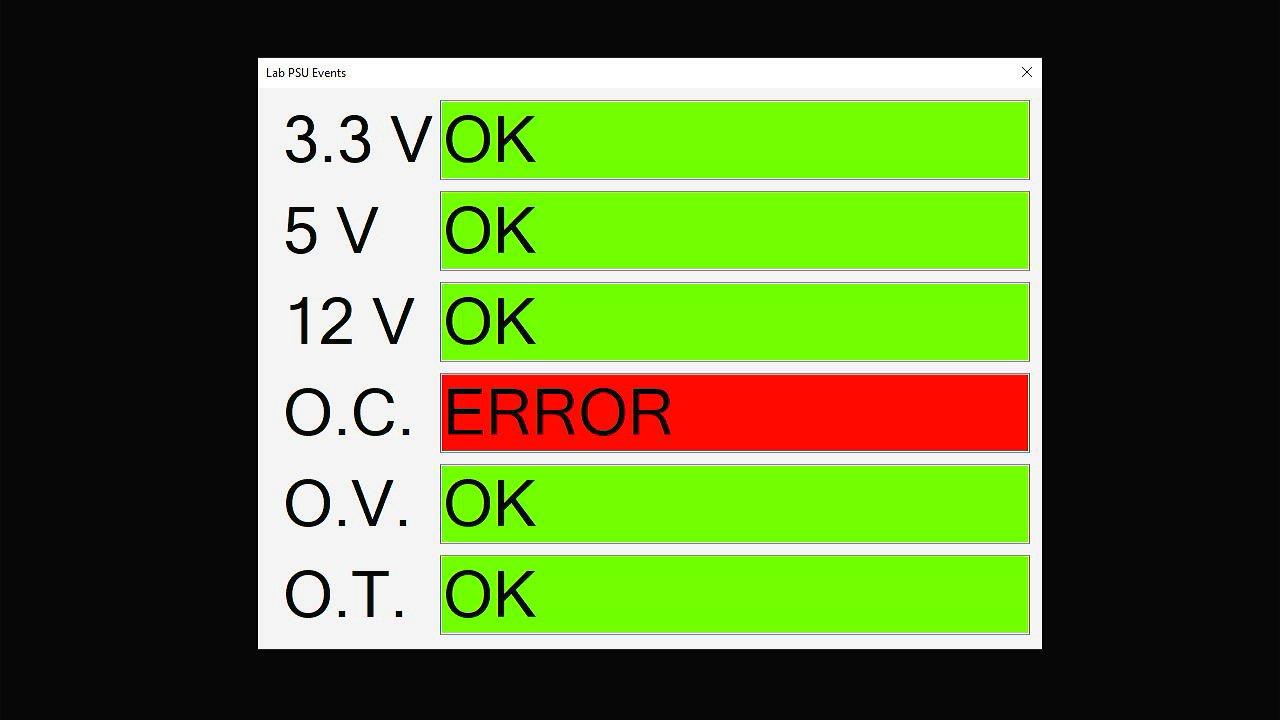 Lab PSU Events
3.3 V OK
5 V OK
12 V OK
O.C. ERROR
O.V. OK
O.T. OK